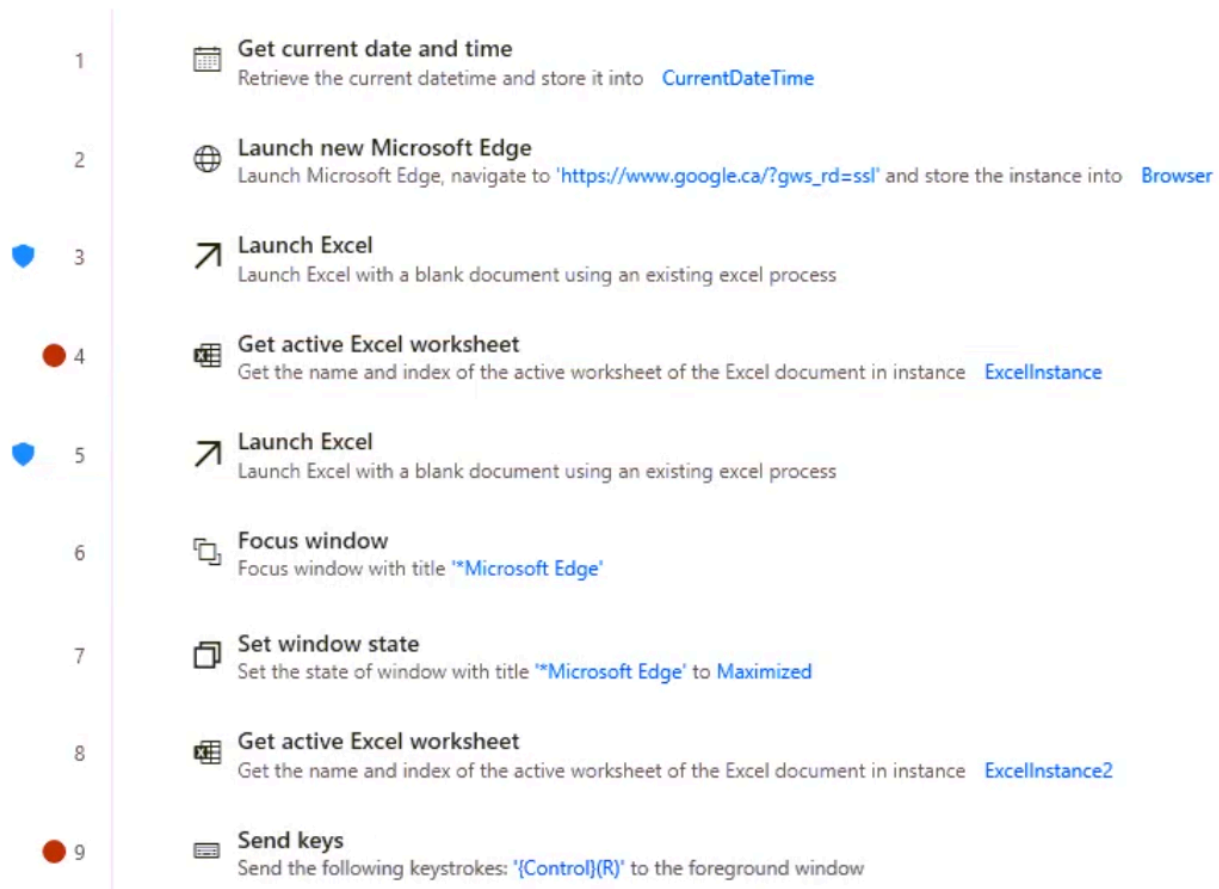 1
Get current date and time
Retrieve the current datetime and store it into CurrentDateTime
2
Launch new Microsoft Edge
Launch Microsoft Edge, navigate to 'https://www.google.ca/?gws_rd=ssl' and store the instance into Browser
3
Launch Excel
Launch Excel with a blank document using an existing excel process
4
Get active Excel worksheet
Get the name and index of the active worksheet of the Excel document in instance ExcelInstance
5
Launch Excel
Launch Excel with a blank document using an existing excel process
6
Focus window
Focus window with title '*Microsoft Edge'
7
Set window state
Set the state of window with title '*Microsoft Edge' to Maximized
8
Get active Excel worksheet
Get the name and index of the active worksheet of the Excel document in instance ExcelInstance2
9
Send keys
Send the following keystrokes: '{Control}(R)' to the foreground window